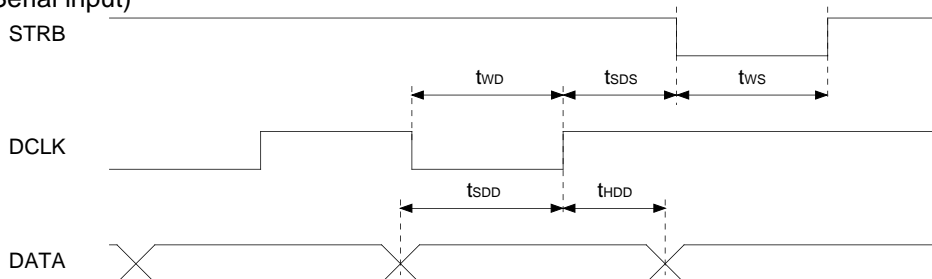 Serial input)
STRB
tWD tSDS tWS
DCLK
tSDD tHDD
DATA